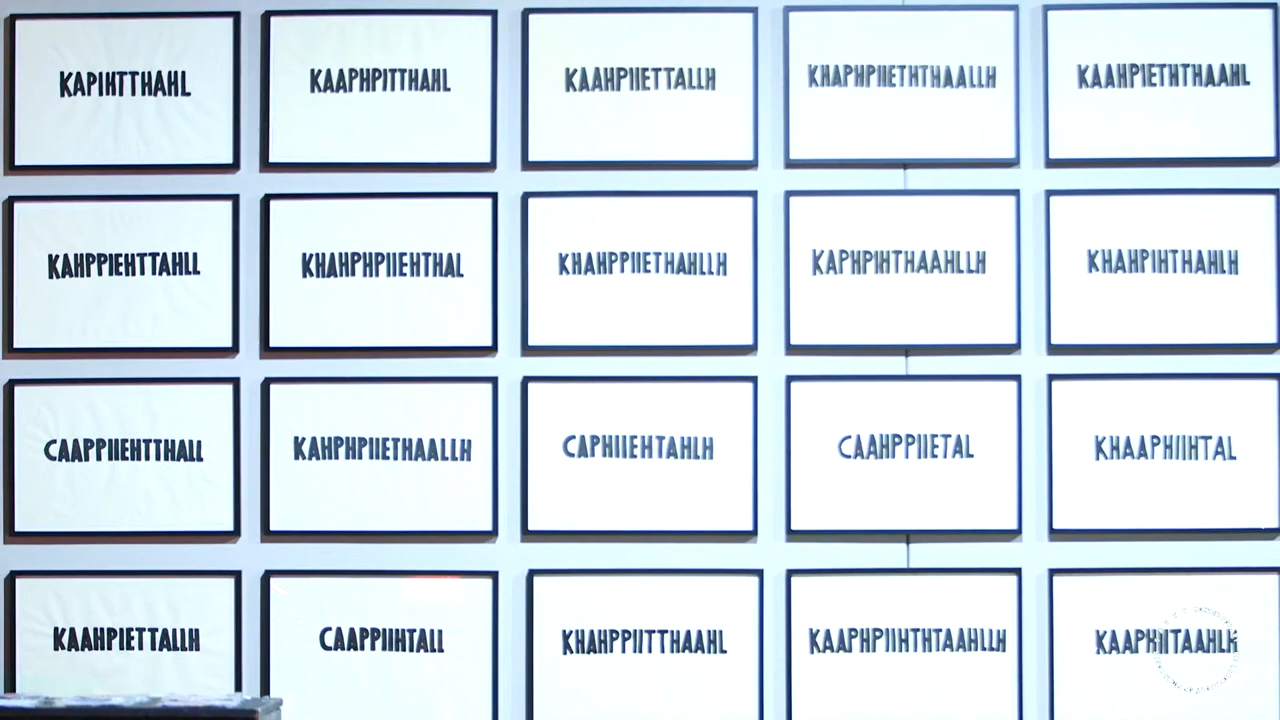 KAPIHTTHAHL
KAAPHPITTHAHL
KAAHPIIETTALLH
KHAPHPIIETHTHAALLH
KAAHPIETHTHAAHL
KAHPPIEHTTAHLL
KHAHPHPIIEHTHAL
KHAHPPIIETHAHLLH
KAPHPIHTHAAHLLH
KHAHPIHTHAHLH
CAAPPIIEHTTHALL
KAHPHPIIETHAALLH
CAPHIIEHTAHLH
CAAHPPIIETAL
KHAAPHIIHTAL
KAAHPIETTALLH
CAAPPIIHTALL
KHAHPPIITTHAAHL
KAAPHPIIHTHTAAHLLH
KAAPHIITAAHLH